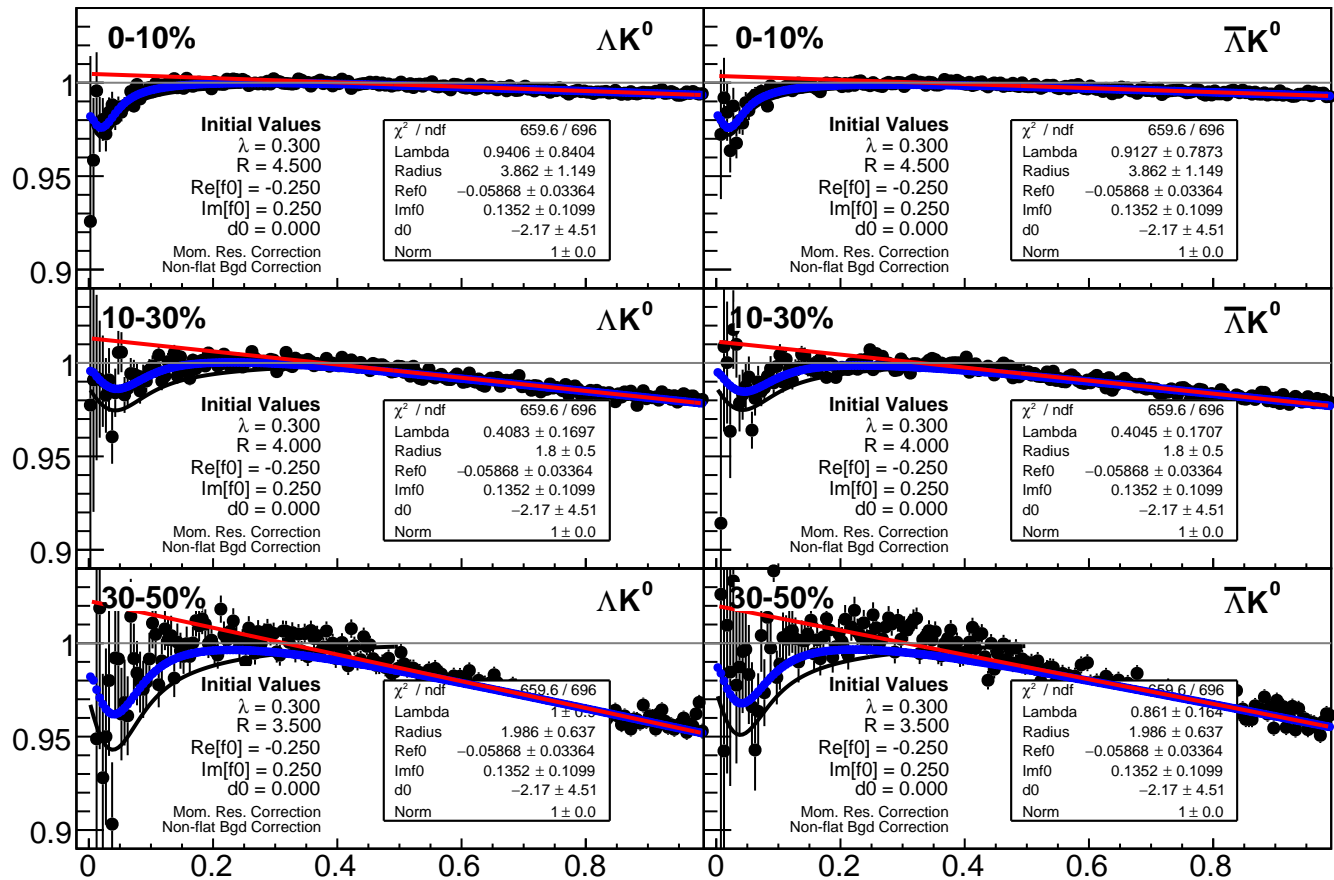 0-10%
ΛK⁰
1
0.95
0.9
Initial Values
λ = 0.300
R = 4.500
Re[f0] = -0.250
Im[f0] = 0.250
d0 = 0.000
Mom. Res. Correction
Non-flat Bgd Correction
χ² / ndf 659.6 / 696
Lambda 0.9406 ± 0.8404
Radius 3.862 ± 1.149
Ref0 −0.05868 ± 0.03364
Imf0 0.1352 ± 0.1099
d0 −2.17 ± 4.51
Norm 1 ± 0.0
0-10%
Λ̅K⁰
Initial Values
λ = 0.300
R = 4.500
Re[f0] = -0.250
Im[f0] = 0.250
d0 = 0.000
Mom. Res. Correction
Non-flat Bgd Correction
χ² / ndf 659.6 / 696
Lambda 0.9127 ± 0.7873
Radius 3.862 ± 1.149
Ref0 −0.05868 ± 0.03364
Imf0 0.1352 ± 0.1099
d0 −2.17 ± 4.51
Norm 1 ± 0.0
10-30%
ΛK⁰
1
0.95
0.9
Initial Values
λ = 0.300
R = 4.000
Re[f0] = -0.250
Im[f0] = 0.250
d0 = 0.000
Mom. Res. Correction
Non-flat Bgd Correction
χ² / ndf 659.6 / 696
Lambda 0.4083 ± 0.1697
Radius 1.8 ± 0.5
Ref0 −0.05868 ± 0.03364
Imf0 0.1352 ± 0.1099
d0 −2.17 ± 4.51
Norm 1 ± 0.0
10-30%
Λ̅K⁰
Initial Values
λ = 0.300
R = 4.000
Re[f0] = -0.250
Im[f0] = 0.250
d0 = 0.000
Mom. Res. Correction
Non-flat Bgd Correction
χ² / ndf 659.6 / 696
Lambda 0.4045 ± 0.1707
Radius 1.8 ± 0.5
Ref0 −0.05868 ± 0.03364
Imf0 0.1352 ± 0.1099
d0 −2.17 ± 4.51
Norm 1 ± 0.0
30-50%
ΛK⁰
1
0.95
0.9
Initial Values
λ = 0.300
R = 3.500
Re[f0] = -0.250
Im[f0] = 0.250
d0 = 0.000
Mom. Res. Correction
Non-flat Bgd Correction
χ² / ndf 659.6 / 696
Lambda 1 ±
Radius 1.986 ± 0.637
Ref0 −0.05868 ± 0.03364
Imf0 0.1352 ± 0.1099
d0 −2.17 ± 4.51
Norm 1 ± 0.0
30-50%
Λ̅K⁰
Initial Values
λ = 0.300
R = 3.500
Re[f0] = -0.250
Im[f0] = 0.250
d0 = 0.000
Mom. Res. Correction
Non-flat Bgd Correction
χ² / ndf 659.6 / 696
Lambda 0.861 ± 0.164
Radius 1.986 ± 0.637
Ref0 −0.05868 ± 0.03364
Imf0 0.1352 ± 0.1099
d0 −2.17 ± 4.51
Norm 1 ± 0.0
0 0.2 0.4 0.6 0.8 0 0.2 0.4 0.6 0.8